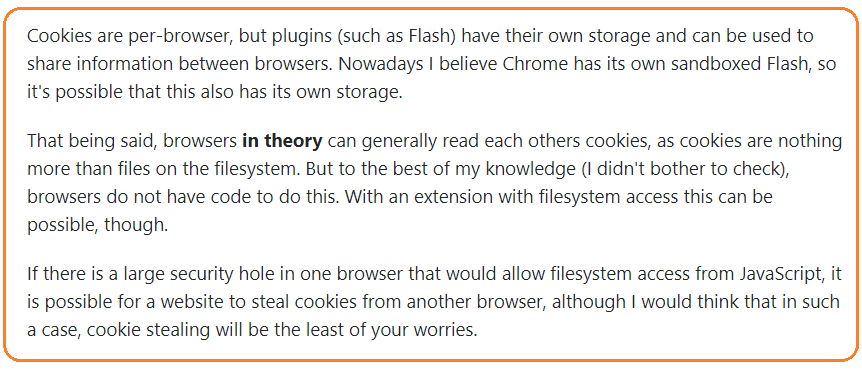 Cookies are per-browser, but plugins (such as Flash) have their own storage and can be used to
share information between browsers. Nowadays I believe Chrome has its own sandboxed Flash, so
it's possible that this also has its own storage.
That being said, browsers in theory can generally read each others cookies, as cookies are nothing
more than files on the filesystem. But to the best of my knowledge (I didn't bother to check),
browsers do not have code to do this. With an extension with filesystem access this can be
possible, though.
If there is a large security hole in one browser that would allow filesystem access from JavaScript, it
is possible for a website to steal cookies from another browser, although I would think that in such
a case, cookie stealing will be the least of your worries.